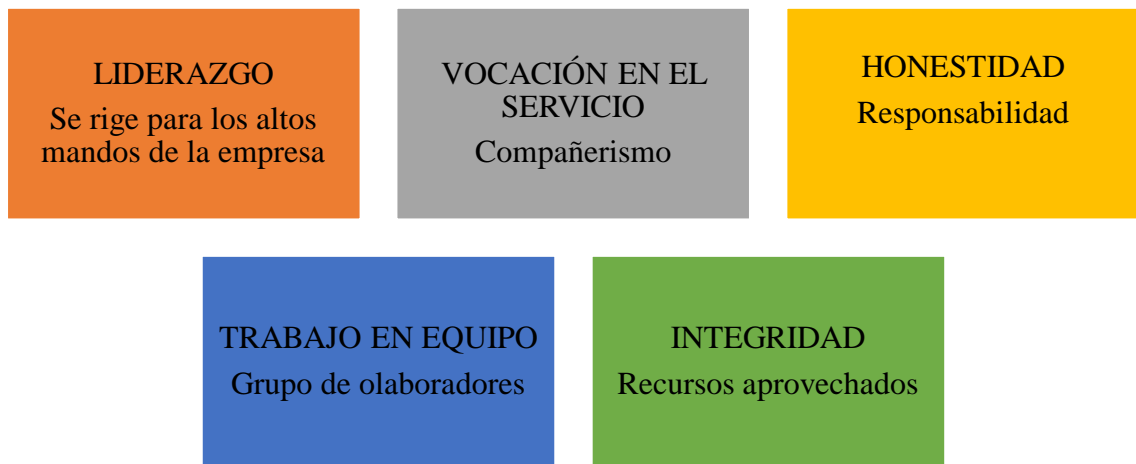 LIDERAZGO
Se rige para los altos
mandos de la empresa
VOCACIÓN EN EL
SERVICIO
Compañerismo
HONESTIDAD
Responsabilidad
TRABAJO EN EQUIPO
Grupo de olaboradores
INTEGRIDAD
Recursos aprovechados